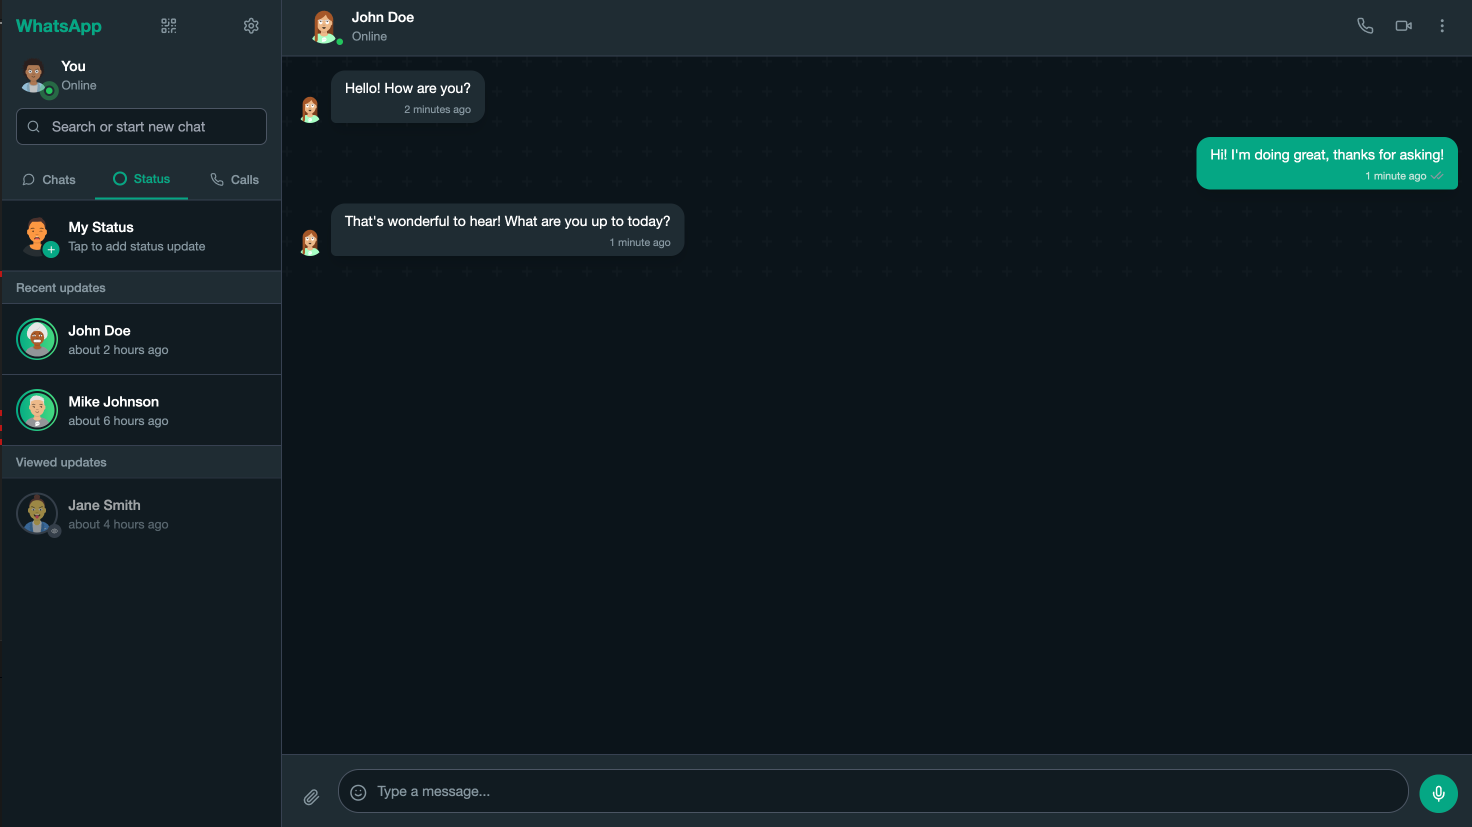 WhatsApp
You
Online
Search or start new chat
Chats
Status
Calls
My Status
Tap to add status update
Recent updates
John Doe
about 2 hours ago
Mike Johnson
about 6 hours ago
Viewed updates
Jane Smith
about 4 hours ago
John Doe
Online
Hello! How are you?
2 minutes ago
Hi! I'm doing great, thanks for asking!
1 minute ago
That's wonderful to hear! What are you up to today?
1 minute ago
Type a message...